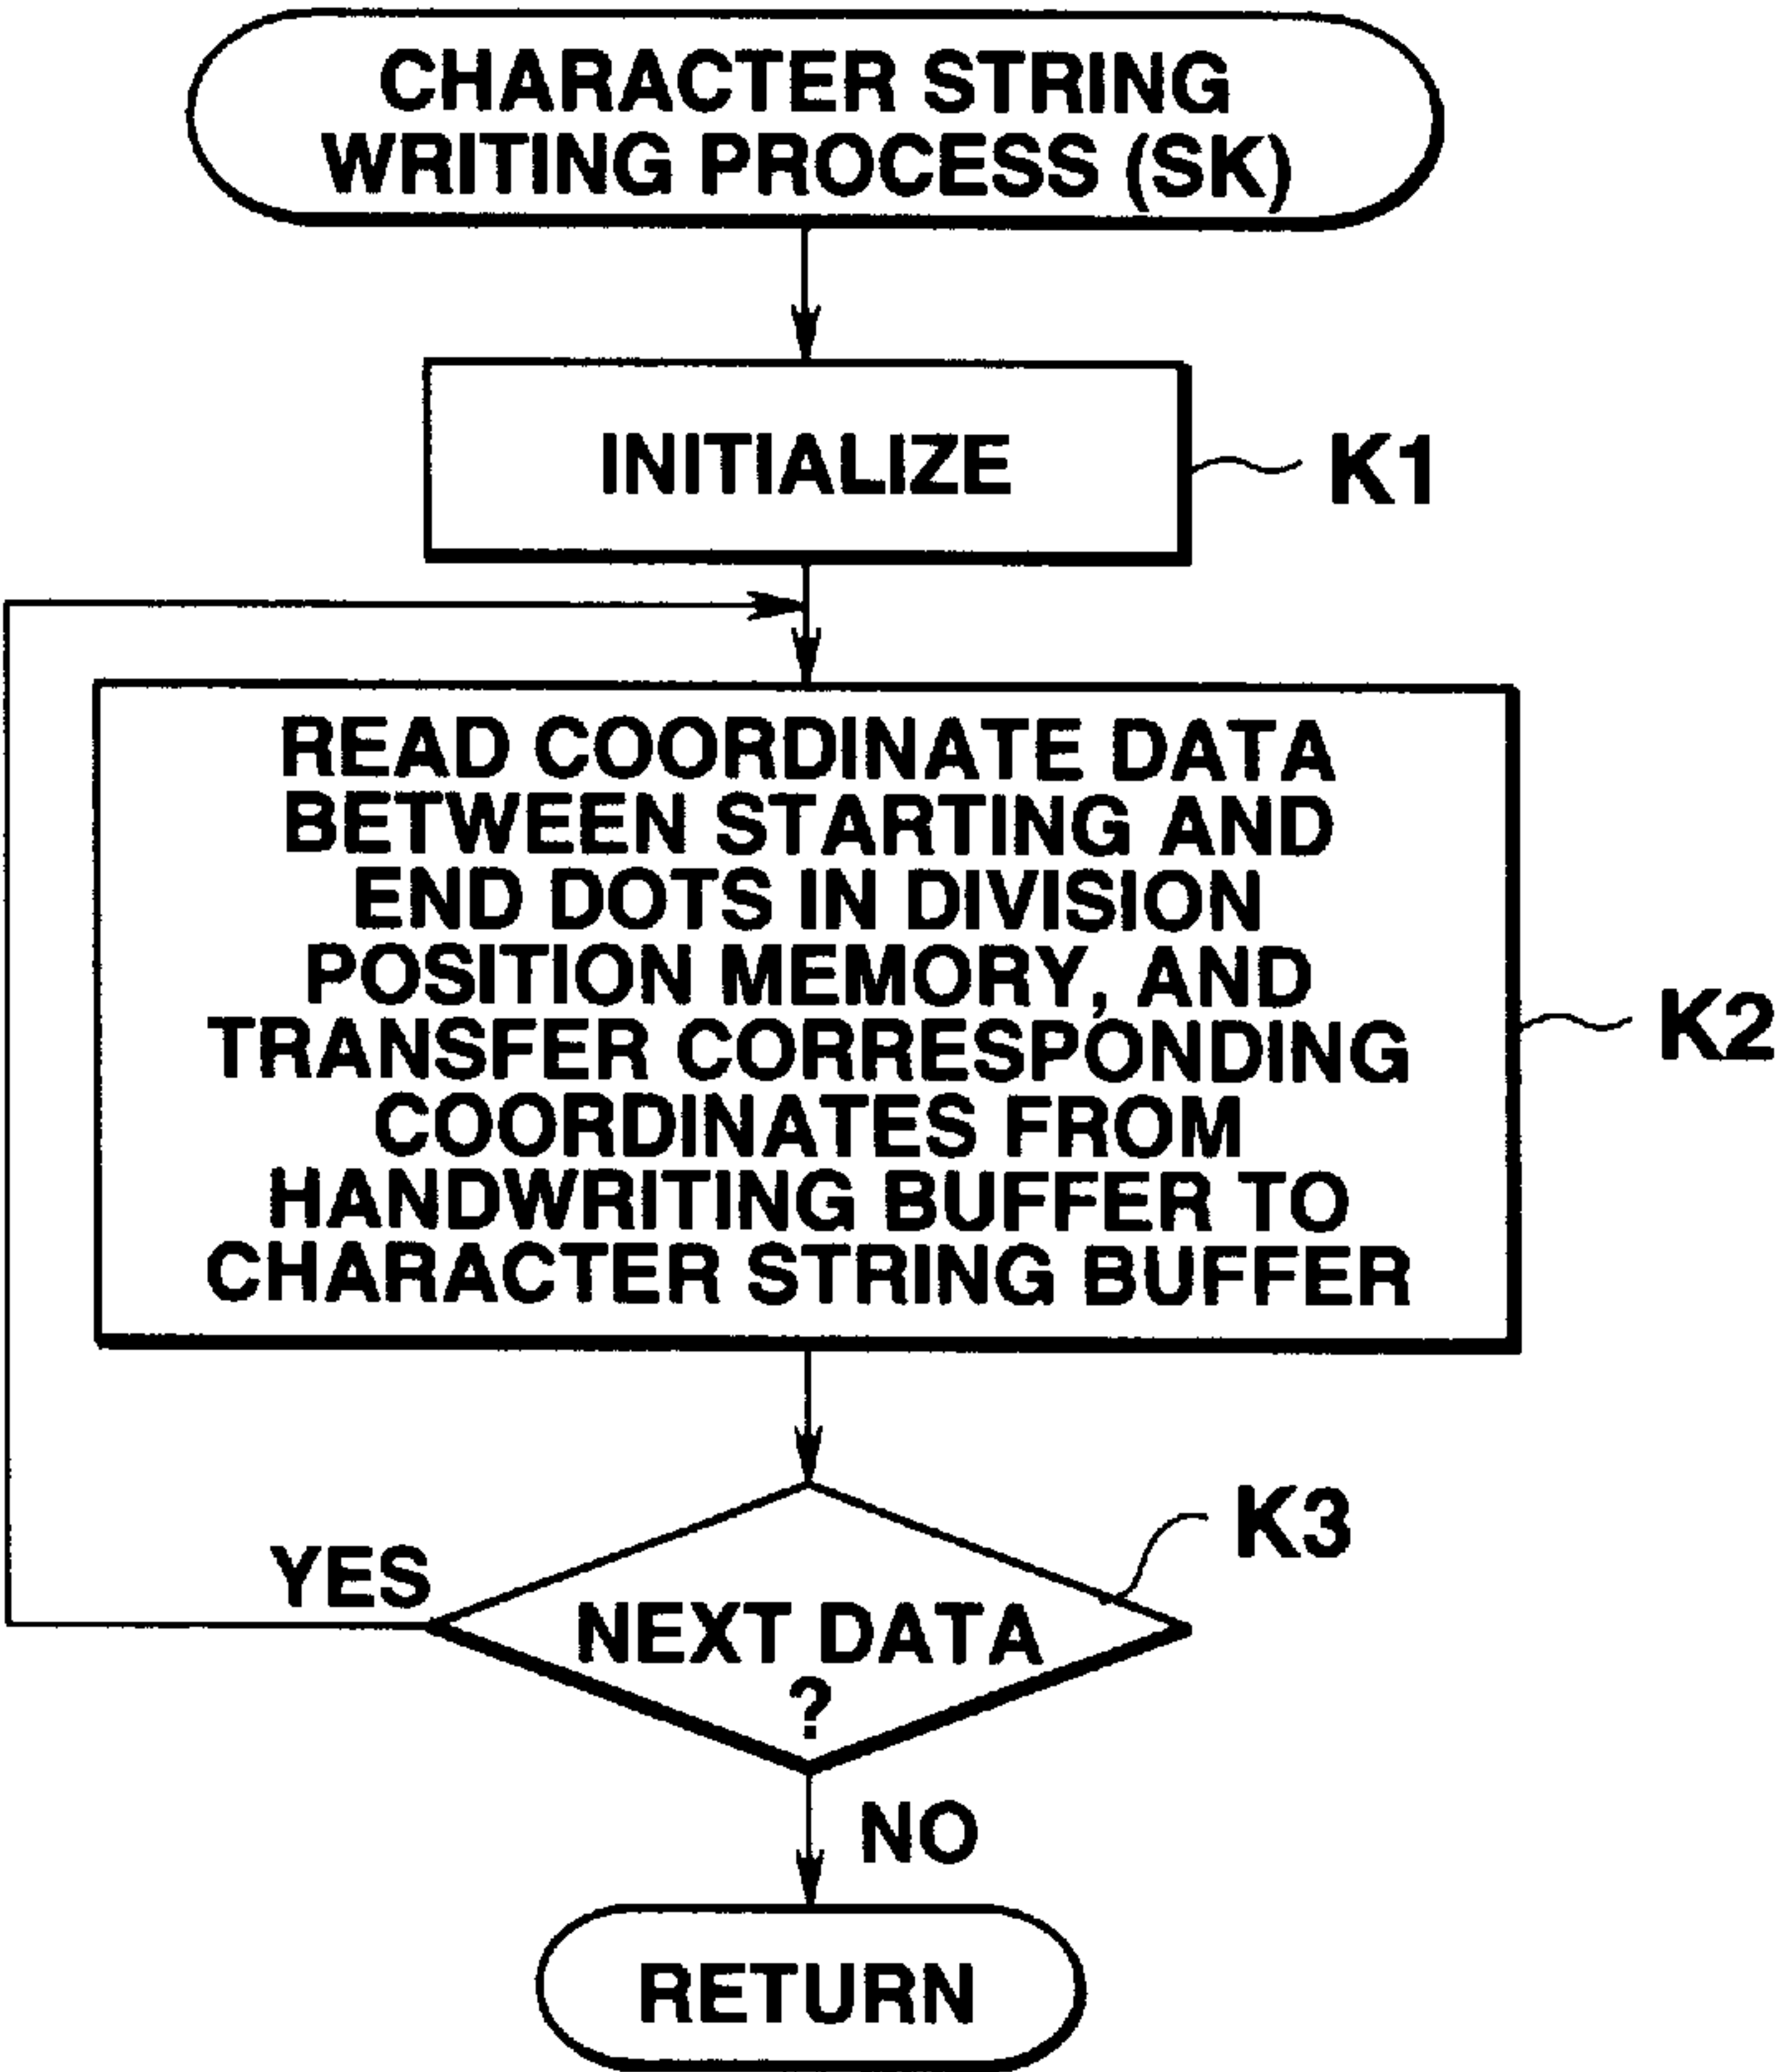 CHARACTER STRING
WRITING PROCESS (SK)
INITIALIZE
K1
READ COORDINATE DATA
BETWEEN STARTING AND
END DOTS IN DIVISION
POSITION MEMORY, AND
TRANSFER CORRESPONDING
COORDINATES FROM
HANDWRITING BUFFER TO
CHARACTER STRING BUFFER
K2
K3
YES
NEXT DATA
?
NO
RETURN